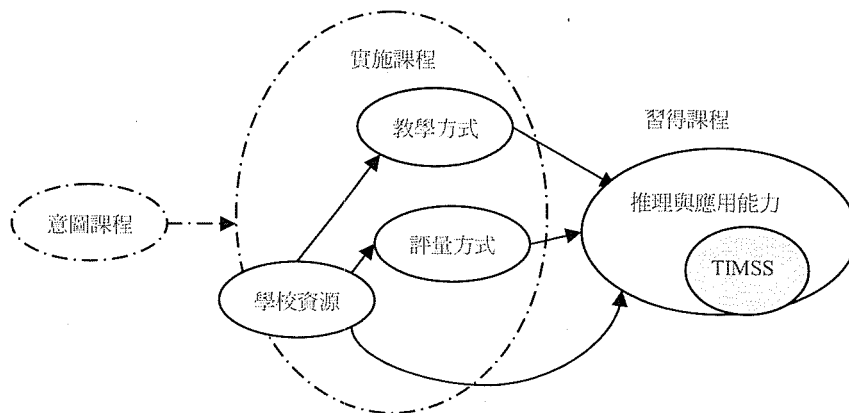 實施課程
教學方式
習得課程
推理與應用能力
意圖課程
評量方式
TIMSS
學校資源